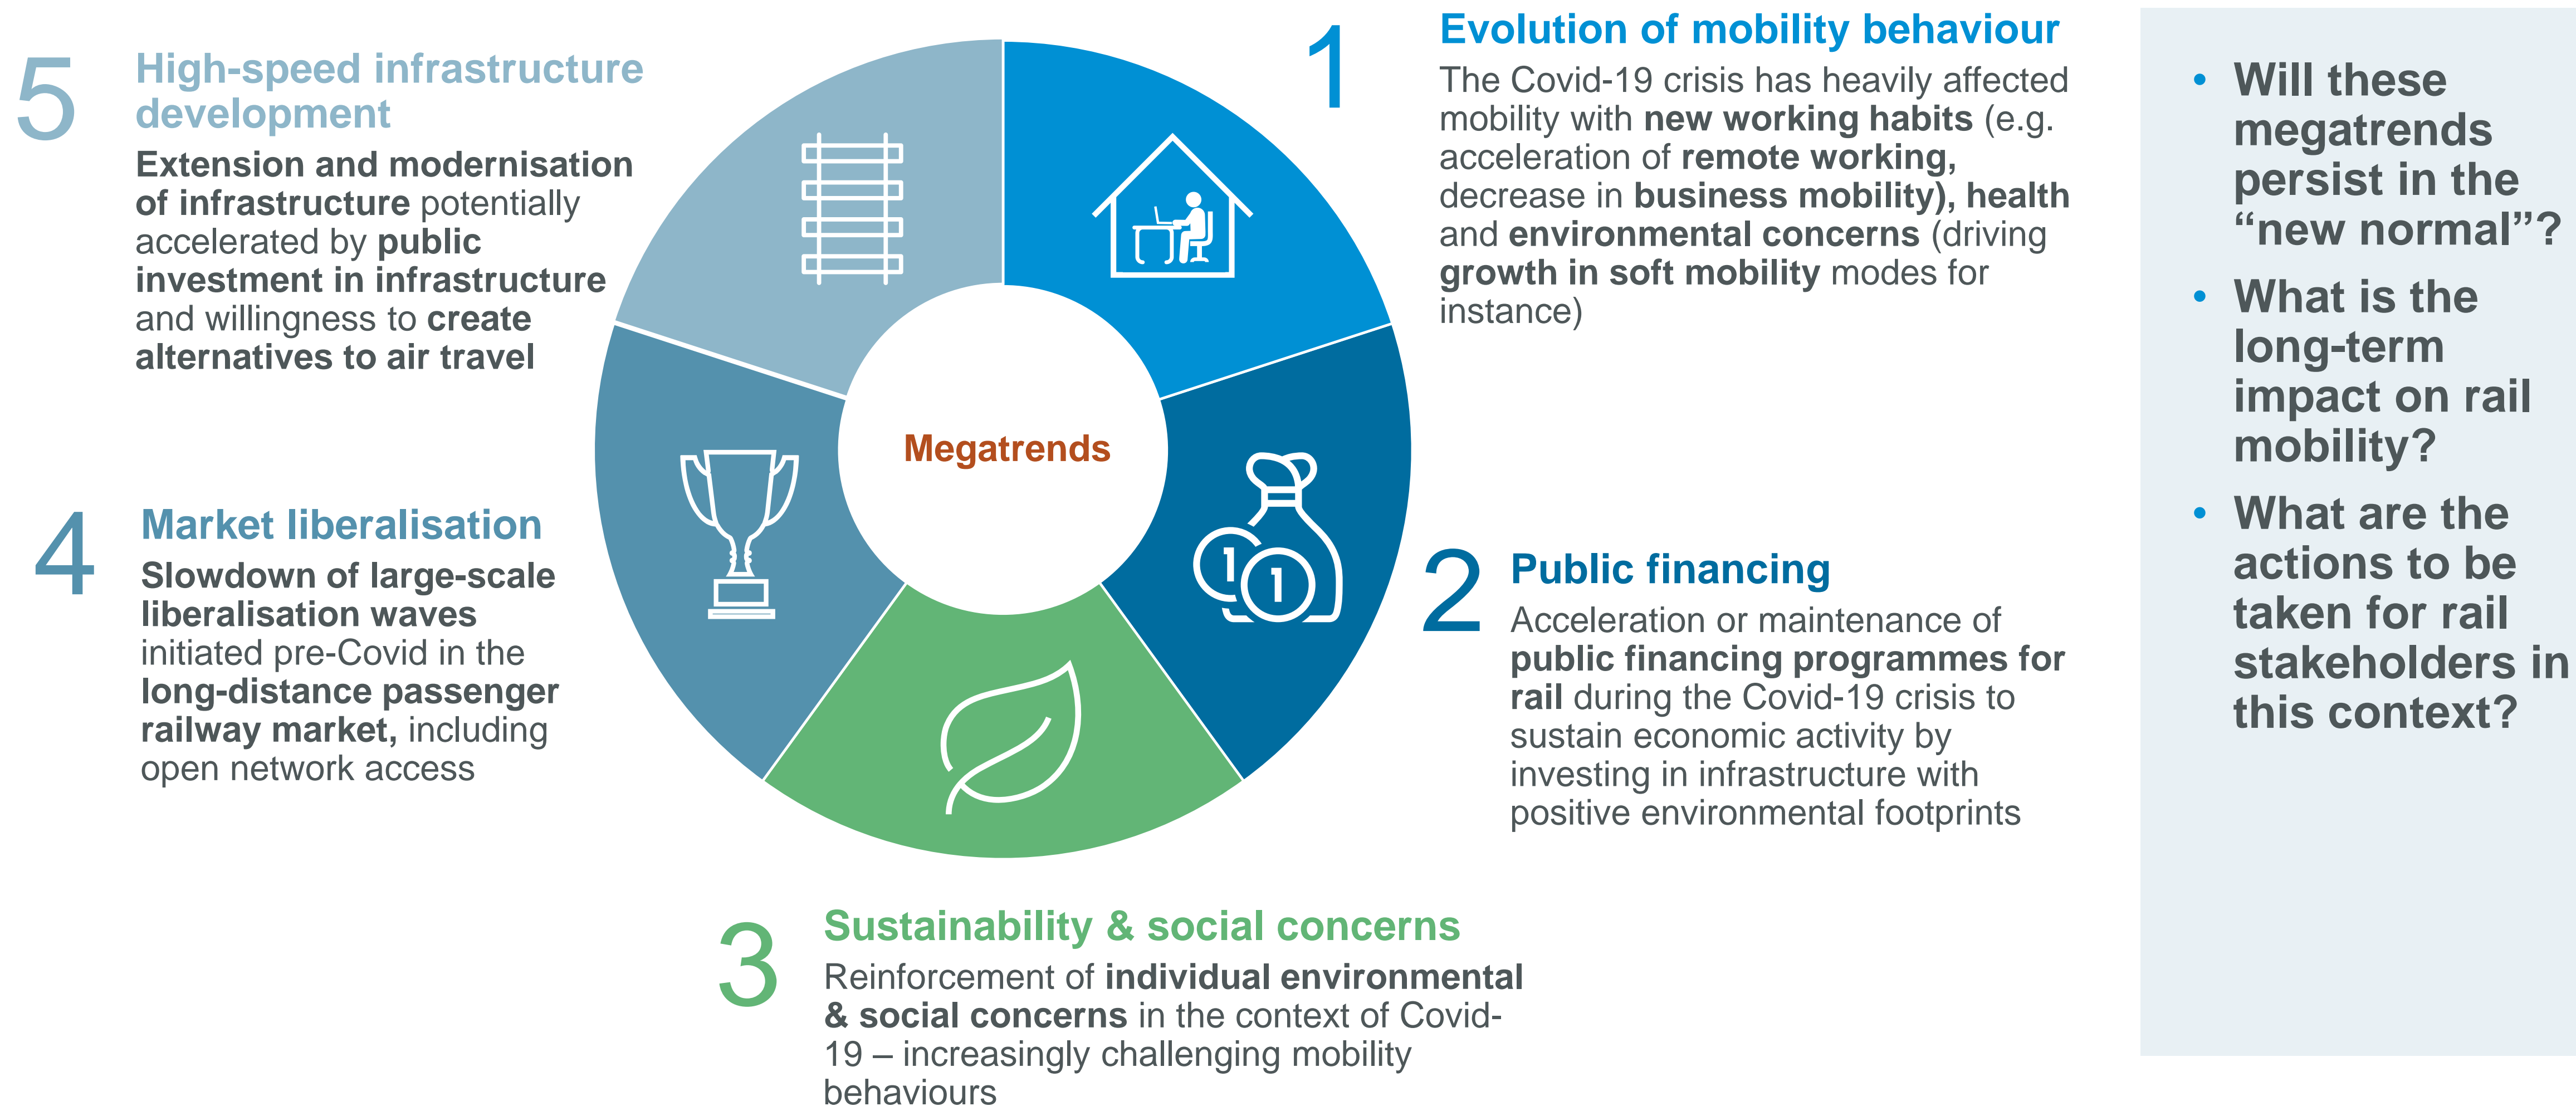 1
Evolution of mobility behaviour
The Covid-19 crisis has heavily affected
mobility with new working habits (e.g.
acceleration of remote working,
decrease in business mobility), health
and environmental concerns (driving
growth in soft mobility modes for
instance)
2
Public financing
Acceleration or maintenance of
public financing programmes for
rail during the Covid-19 crisis to
sustain economic activity by
investing in infrastructure with
positive environmental footprints
3
Sustainability & social concerns
Reinforcement of individual environmental
& social concerns in the context of Covid-
19 – increasingly challenging mobility
behaviours
4
Market liberalisation
Slowdown of large-scale
liberalisation waves
initiated pre-Covid in the
long-distance passenger
railway market, including
open network access
5
High-speed infrastructure
development
Extension and modernisation
of infrastructure potentially
accelerated by public
investment in infrastructure
and willingness to create
alternatives to air travel
Megatrends
1
1
• Will these
megatrends
persist in the
“new normal”?
• What is the
long-term
impact on rail
mobility?
• What are the
actions to be
taken for rail
stakeholders in
this context?